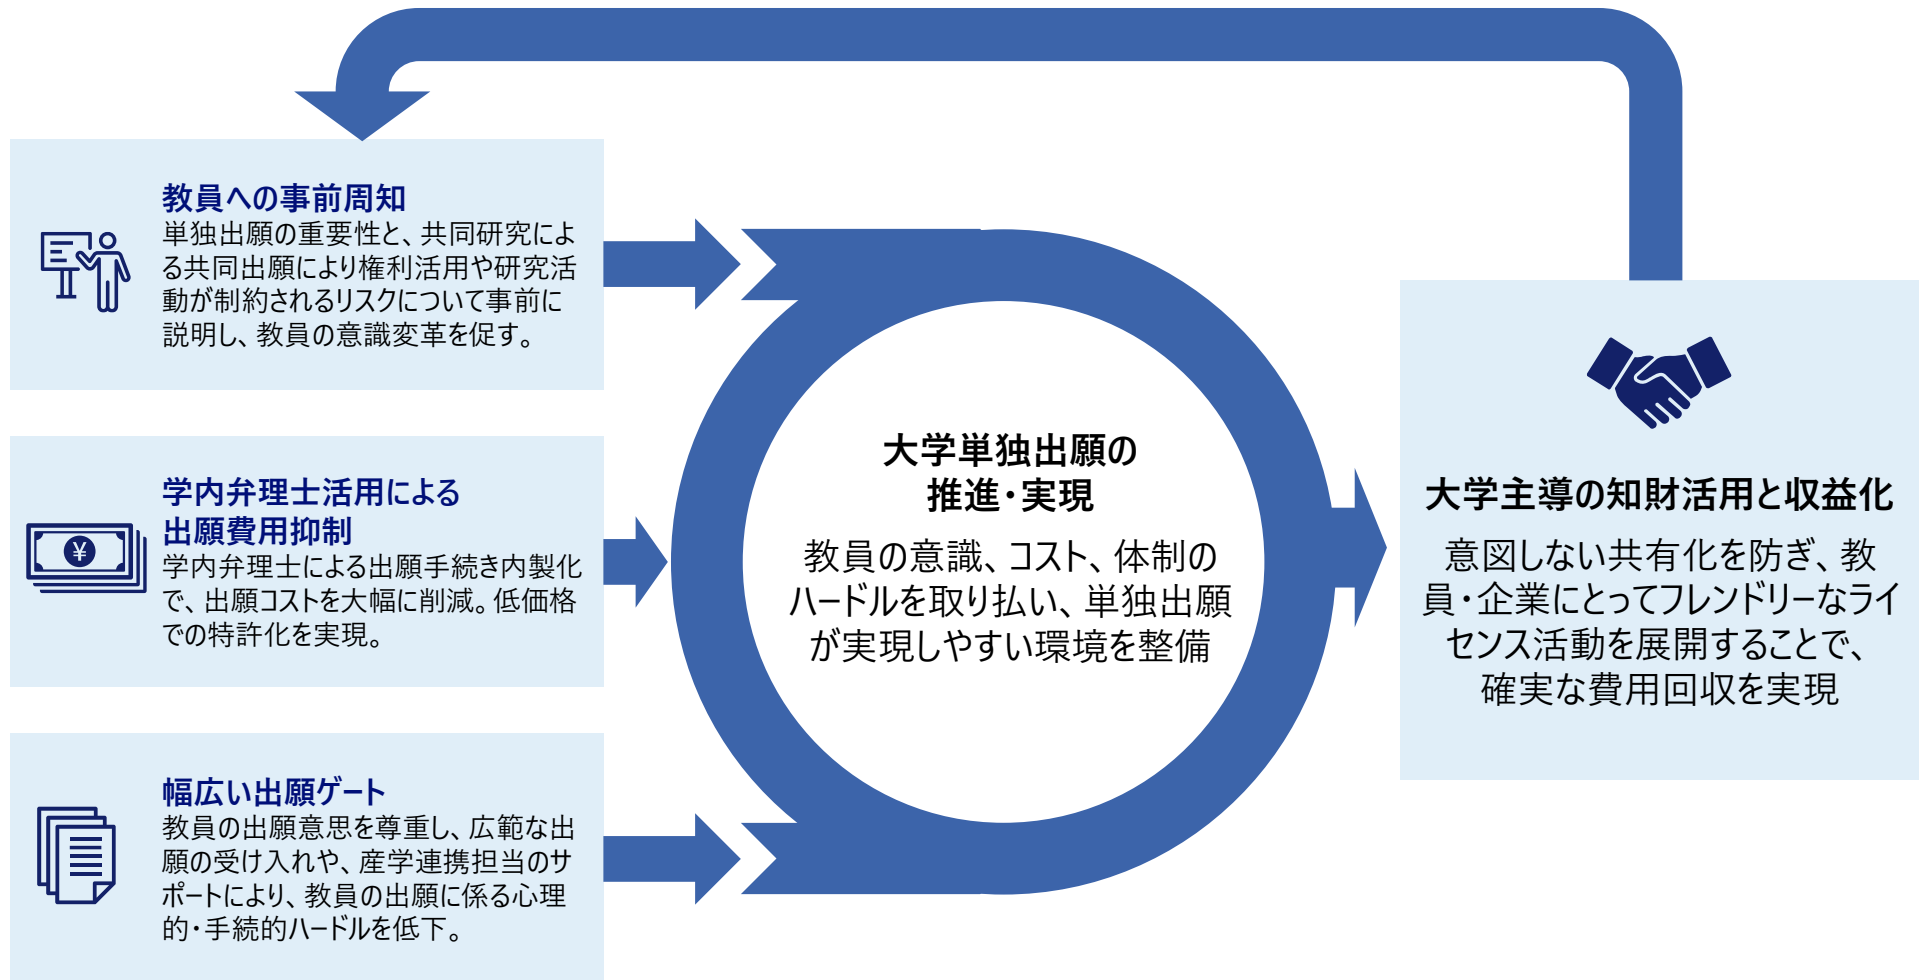 教員への事前周知
単独出願の重要性と、共同研究によ
る共同出願により権利活用や研究活
動が制約されるリスクについて事前に
説明し、教員の意識変革を促す。
学内弁理士活用による
出願費用抑制
¥
学内弁理士による出願手続き内製化
で、出願コストを大幅に削減。低価格
での特許化を実現。
幅広い出願ゲート
教員の出願意思を尊重し、広範な出
願の受け入れや、産学連携担当のサ
ポートにより、教員の出願に係る心理
的・手続的ハードルを低下。
大学単独出願の
推進・実現
教員の意識、コスト、体制の
ハードルを取り払い、単独出願
が実現しやすい環境を整備
大学主導の知財活用と収益化
意図しない共有化を防ぎ、教
員・企業にとってフレンドリーなライ
センス活動を展開することで、
確実な費用回収を実現